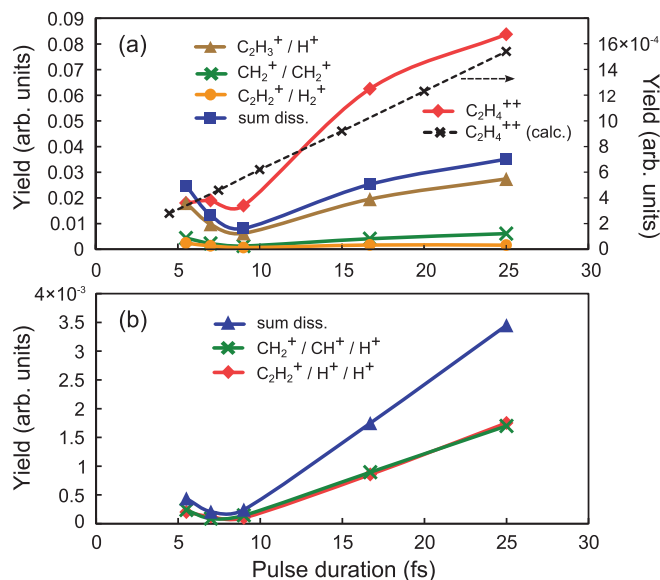 (a)
Yield (arb. units)
0.09
0.08
0.07
0.06
0.05
0.04
0.03
0.02
0.01
0
C₂H₃⁺ / H⁺
CH₂⁺ / CH₂⁺
C₂H₂⁺ / H₂⁺
sum diss.
C₂H₄⁺⁺
C₂H₄⁺⁺ (calc.)
16×10⁻⁴
14
12
10
8
6
4
2
0
Yield (arb. units)
0 5 10 15 20 25 30
(b)
Yield (arb. units)
4×10⁻³
3.5
3
2.5
2
1.5
1
0.5
0
sum diss.
CH₂⁺ / CH⁺ / H⁺
C₂H₂⁺ / H⁺ / H⁺
0 5 10 15 20 25 30
Pulse duration (fs)